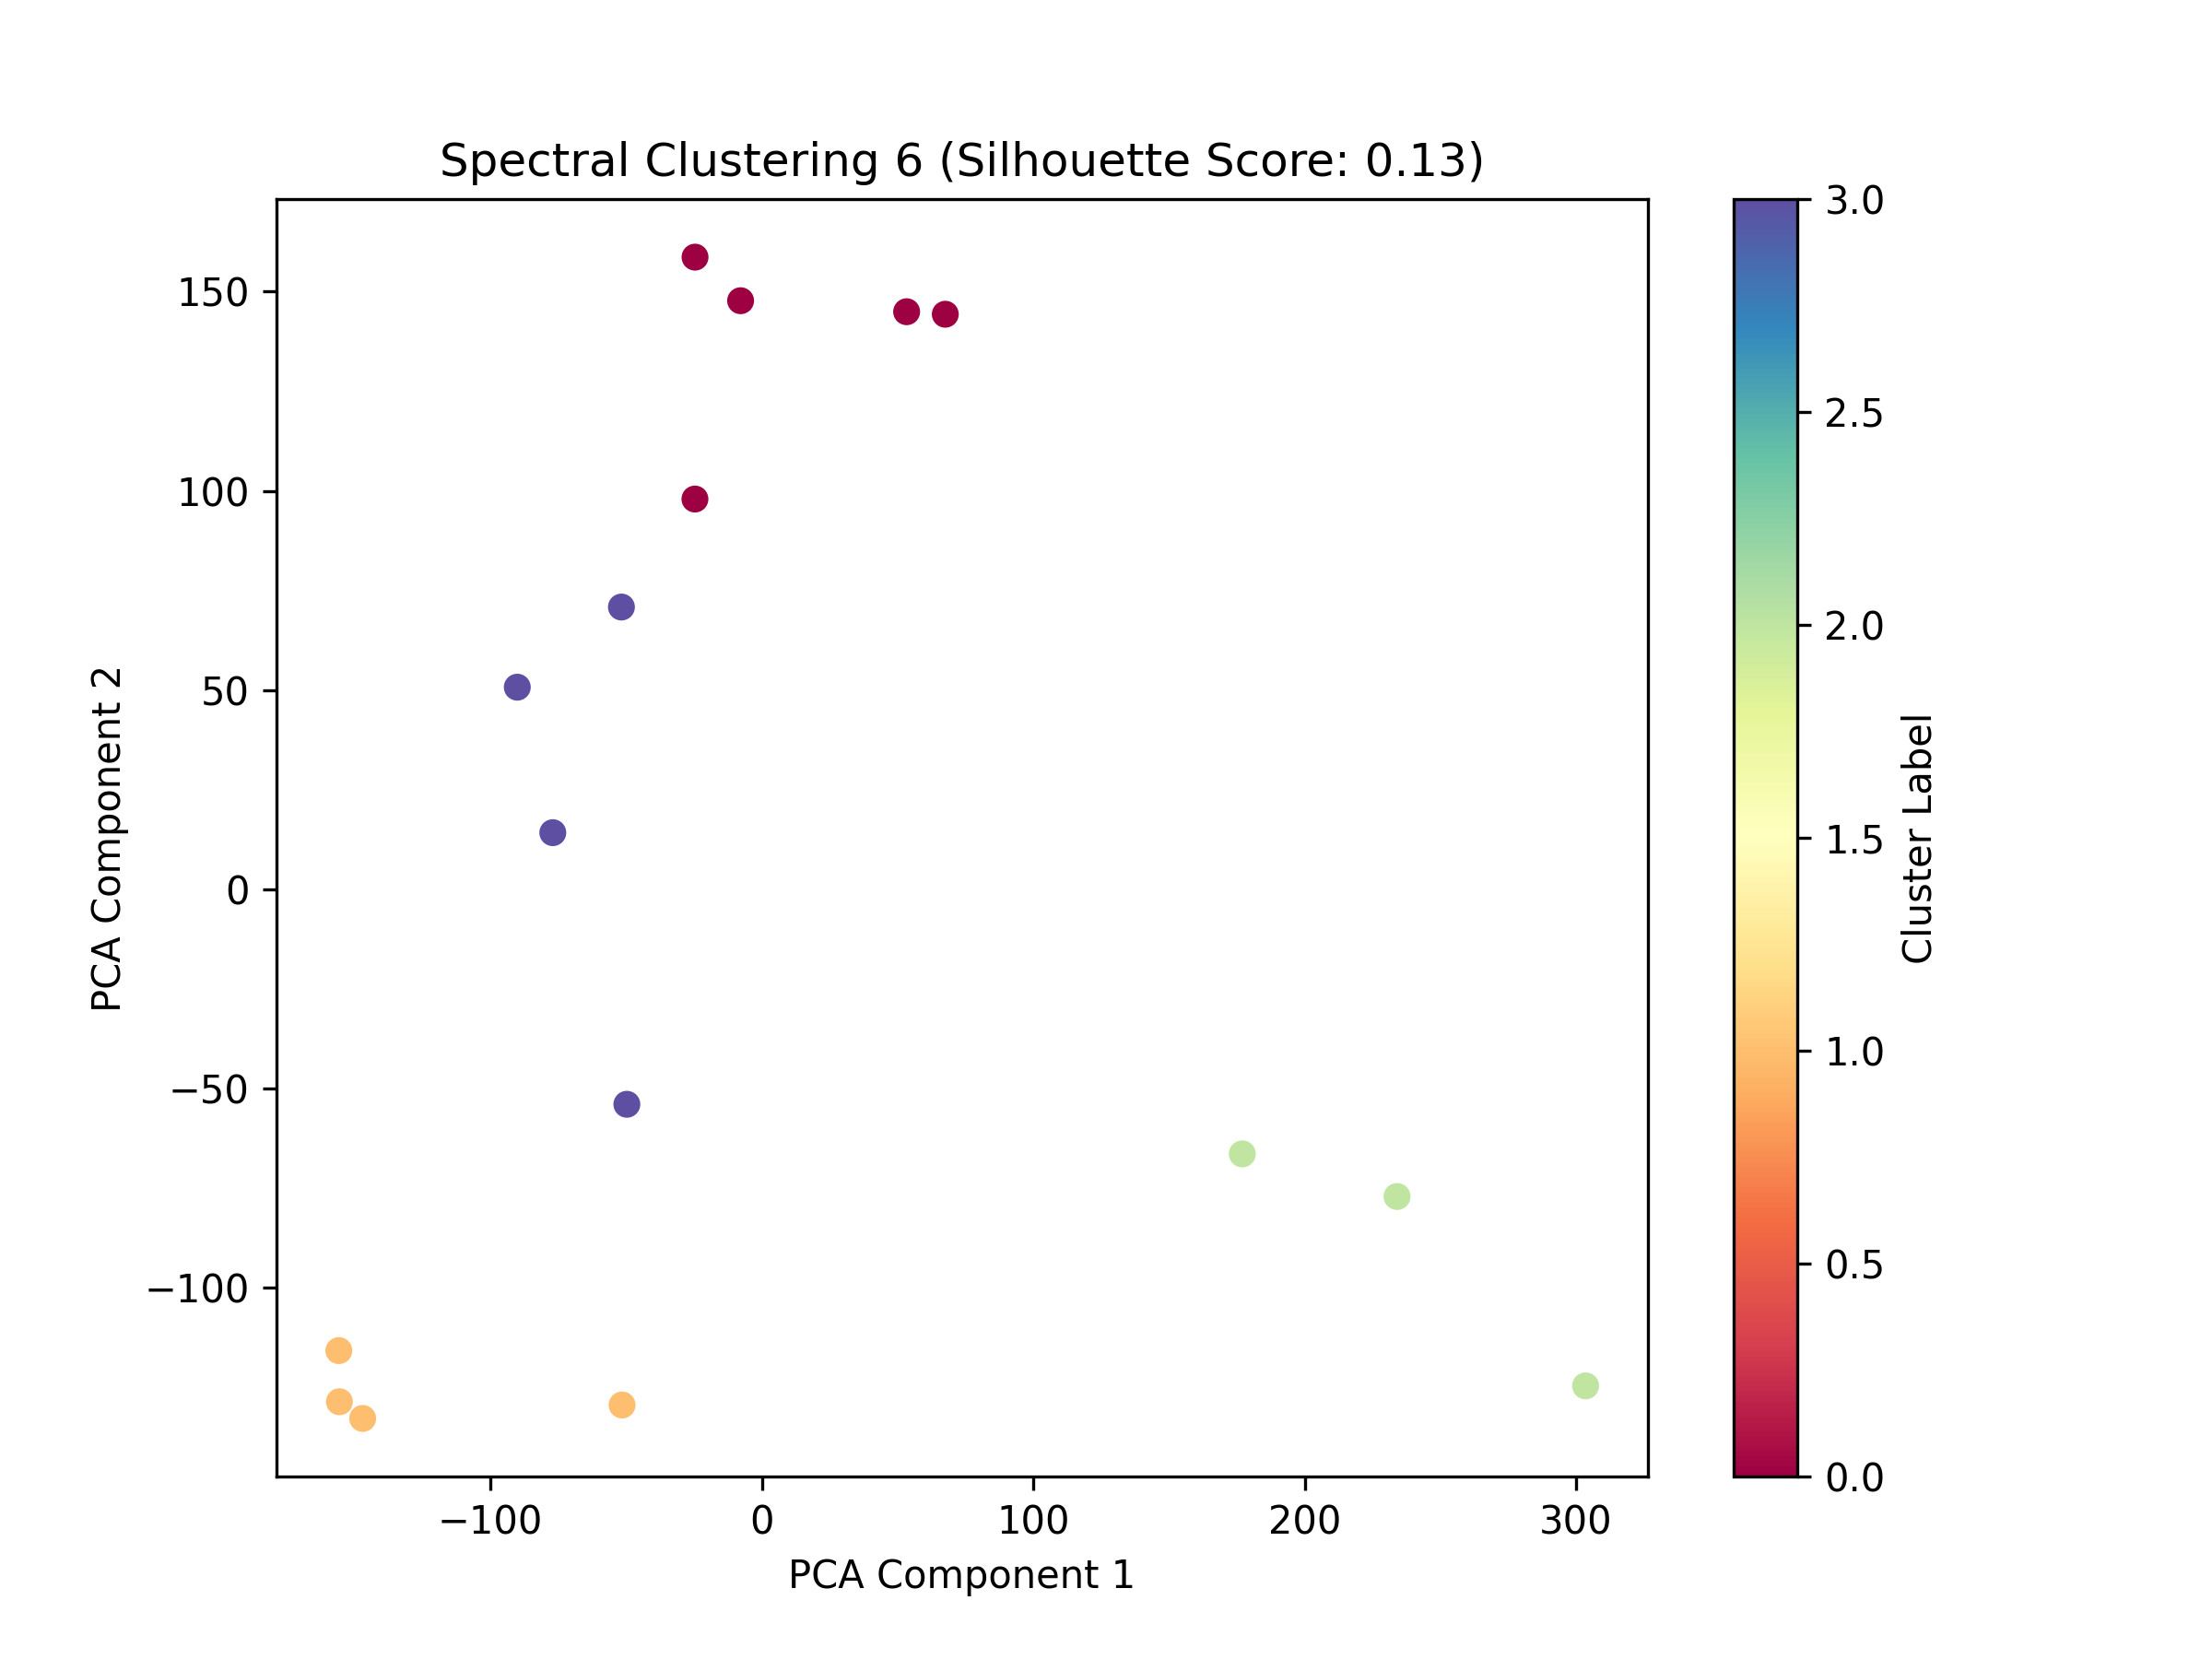 Spectral Clustering 6 (Silhouette Score: 0.13)
150
100
50
0
−50
−100
PCA Component 2
−100 0 100 200 300
PCA Component 1
3.0
2.5
2.0
1.5
1.0
0.5
0.0
Cluster Label